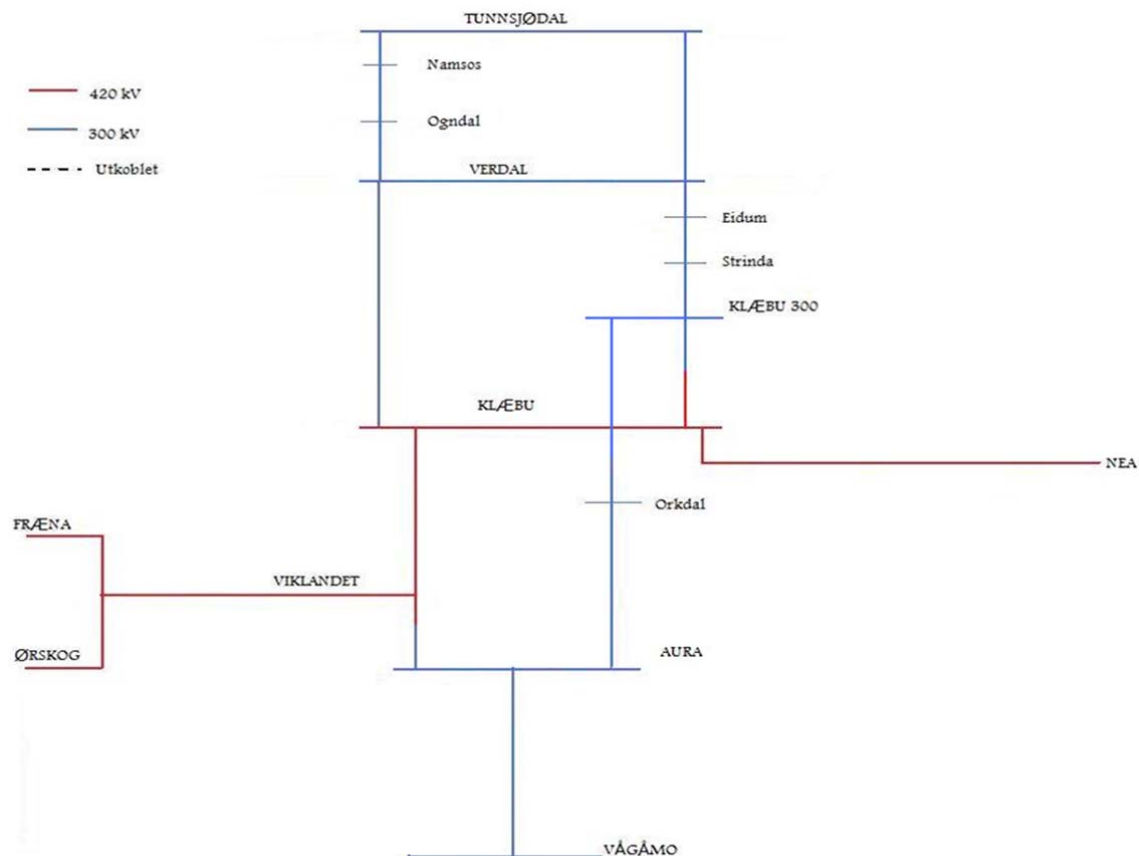 TUNNSJØDAL
Namsos
420 kV
Ogndal
300 kV
Utkoblet
VERDAL
Eidum
Strinda
KLÆBU 300
KLÆBU
NEA
Orkdal
FRÆNA
VIKLANDET
ØRSKOG
AURA
VÅGÅMO